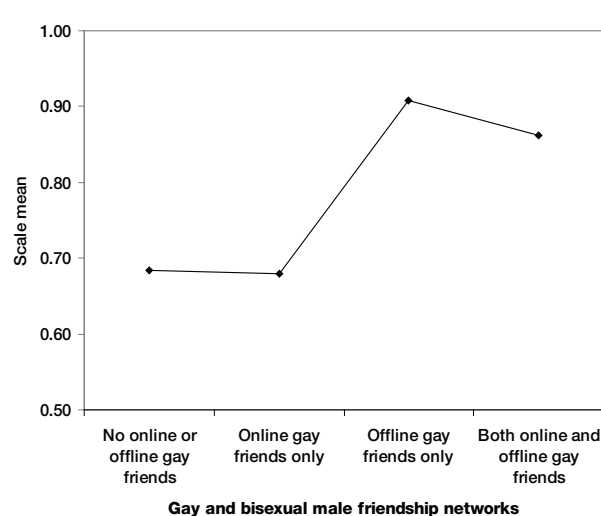 1.00
0.90
0.80
0.70
0.60
0.50
Scale mean
No online or
offline gay
friends
Online gay
friends only
Offline gay
friends only
Both online and
offline gay
friends
Gay and bisexual male friendship networks